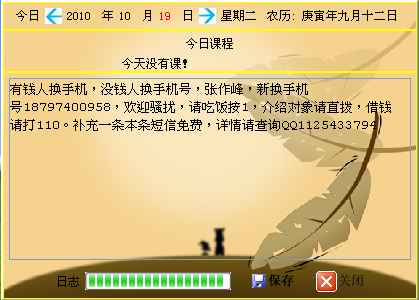 今日 2010 年 10 月 19 日 星期二 农历: 庚寅年九月十二日
今日课程
今天没有课!
有钱人换手机，没钱人换手机号，张作峰，新换手机
号18797400958，欢迎骚扰，请吃饭按1，介绍对象请直拨，借钱
请打110。补充一条本条短信免费，详情请查询QQ1125433794
日志 保存 关闭